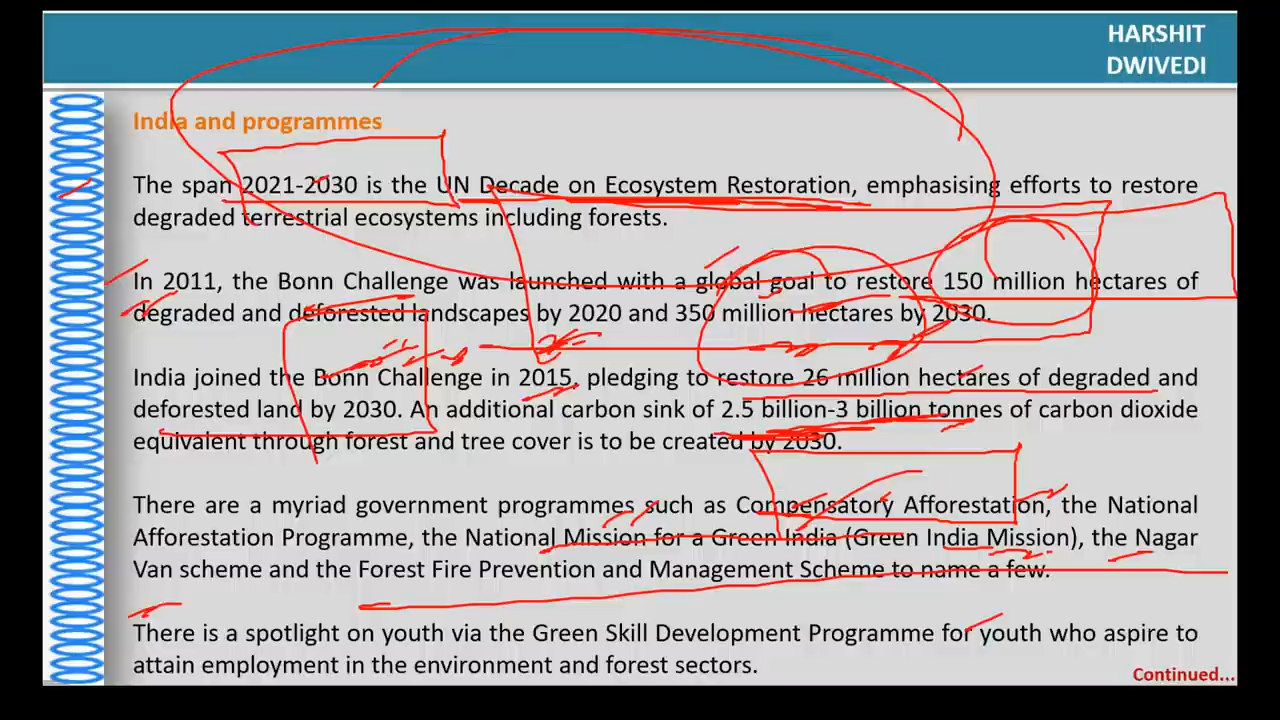 HARSHIT
DWIVEDI
India and programmes
The span 2021-2030 is the UN Decade on Ecosystem Restoration, emphasising efforts to restore
degraded terrestrial ecosystems including forests.
In 2011, the Bonn Challenge was launched with a global goal to restore 150 million hectares of
degraded and deforested landscapes by 2020 and 350 million hectares by 2030.
India joined the Bonn Challenge in 2015, pledging to restore 26 million hectares of degraded and
deforested land by 2030. An additional carbon sink of 2.5 billion-3 billion tonnes of carbon dioxide
equivalent through forest and tree cover is to be created by 2030.
There are a myriad government programmes such as Compensatory Afforestation, the National
Afforestation Programme, the National Mission for a Green India (Green India Mission), the Nagar
Van scheme and the Forest Fire Prevention and Management Scheme to name a few.
There is a spotlight on youth via the Green Skill Development Programme for youth who aspire to
attain employment in the environment and forest sectors.
Continued...